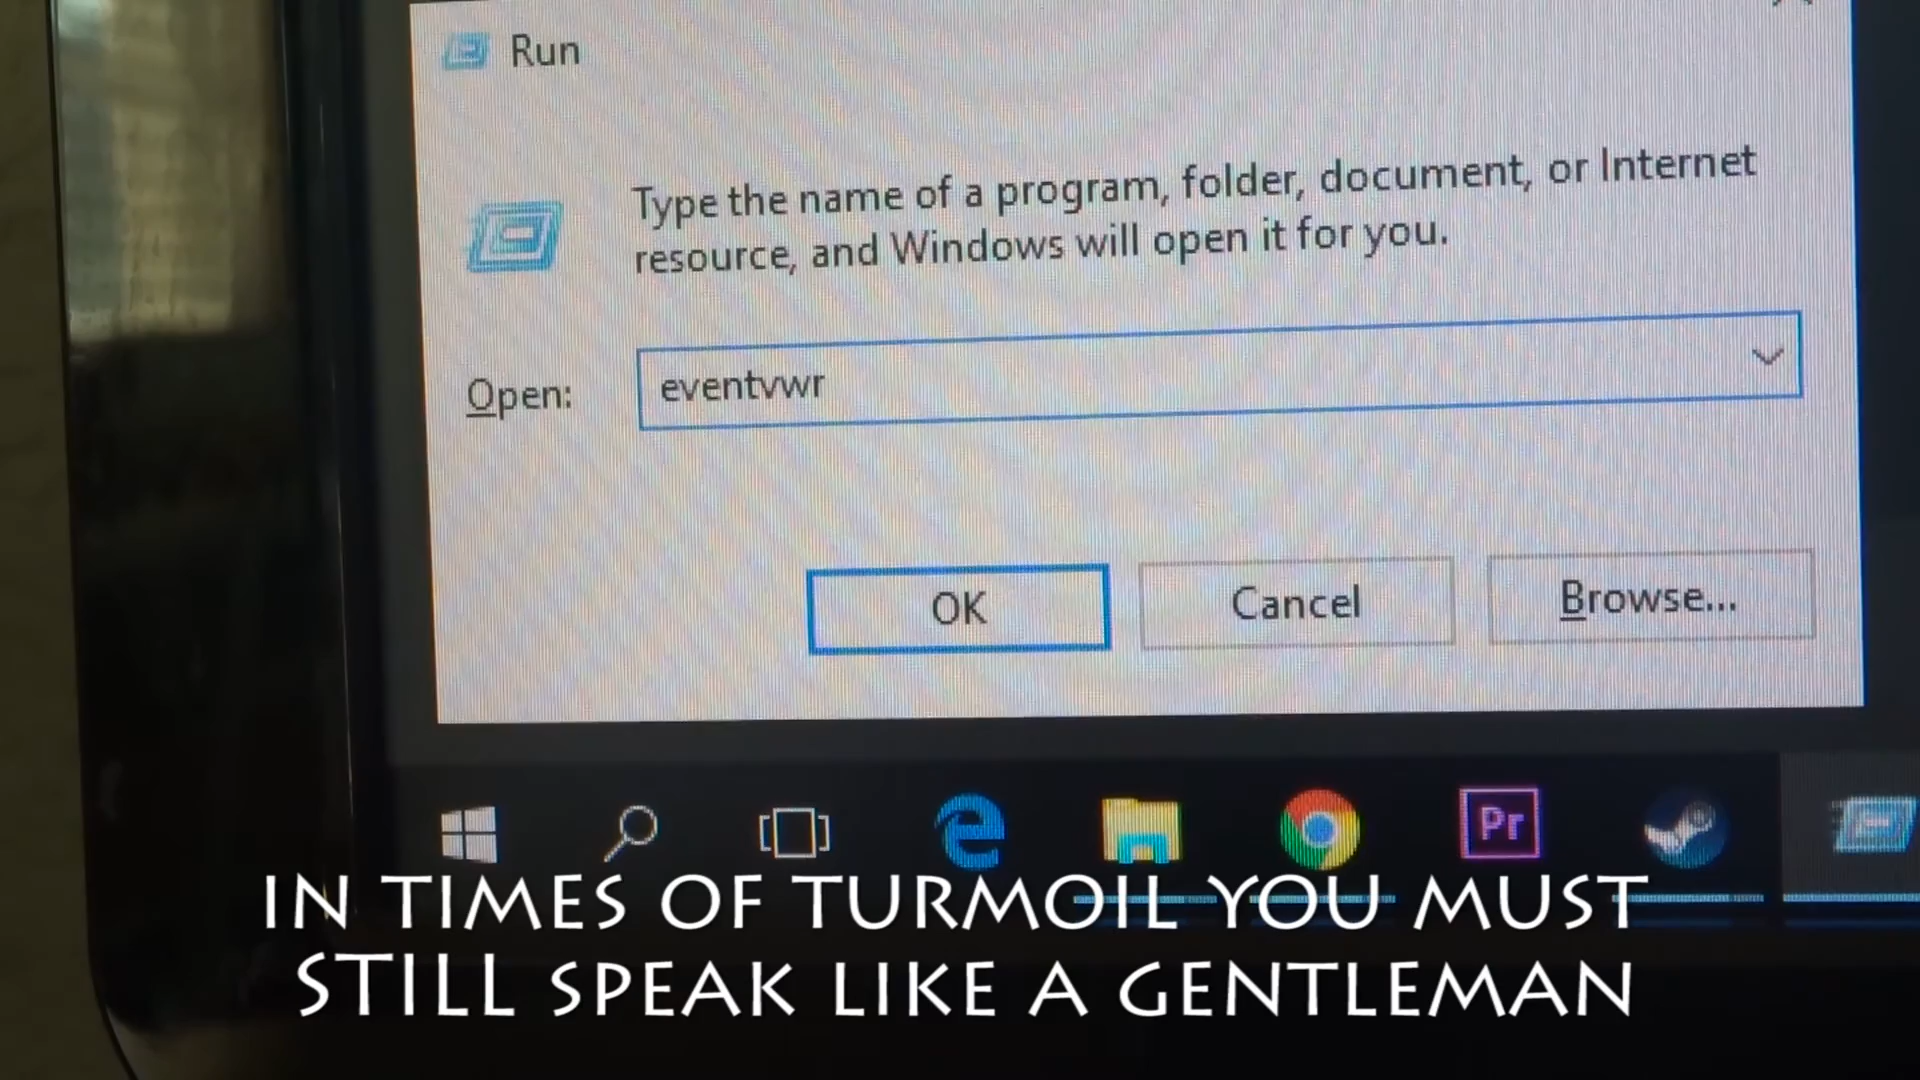 Run
Type the name of a program, folder, document, or Internet
resource, and Windows will open it for you.
Open:
eventvwr
OK
Cancel
Browse...
Pr
IN TIMES OF TURMOIL YOU MUST
STILL SPEAK LIKE A GENTLEMAN